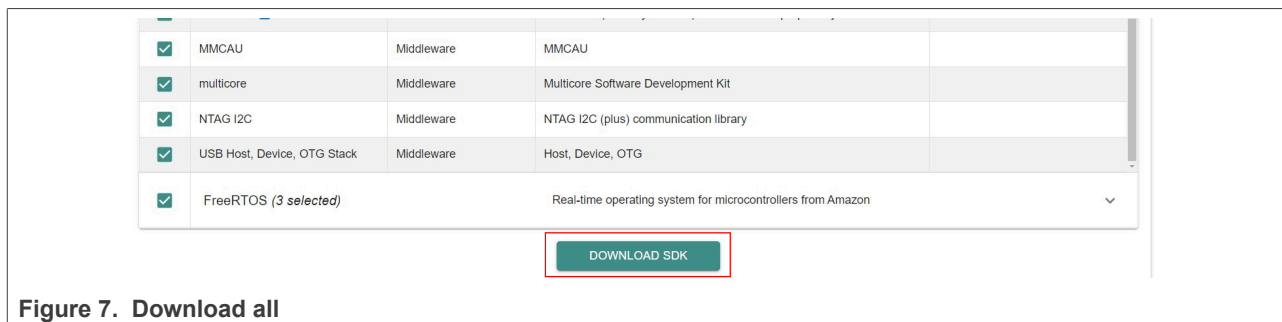 MMCAU Middleware MMCAU
multicore Middleware Multicore Software Development Kit
NTAG I2C Middleware NTAG I2C (plus) communication library
USB Host, Device, OTG Stack Middleware Host, Device, OTG
FreeRTOS (3 selected) Real-time operating system for microcontrollers from Amazon
DOWNLOAD SDK
Figure 7. Download all